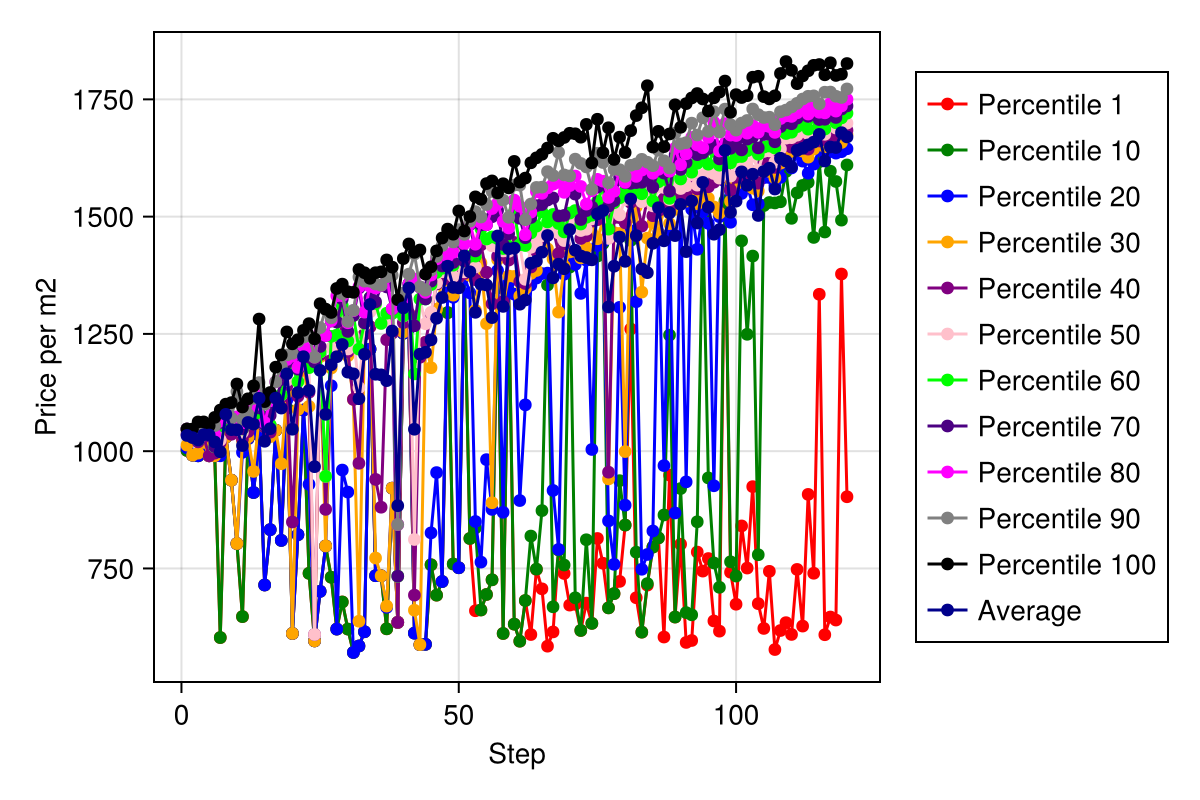 1750
1500
1250
1000
750
Price per m2
0
50
100
Step
Percentile 1
Percentile 10
Percentile 20
Percentile 30
Percentile 40
Percentile 50
Percentile 60
Percentile 70
Percentile 80
Percentile 90
Percentile 100
Average